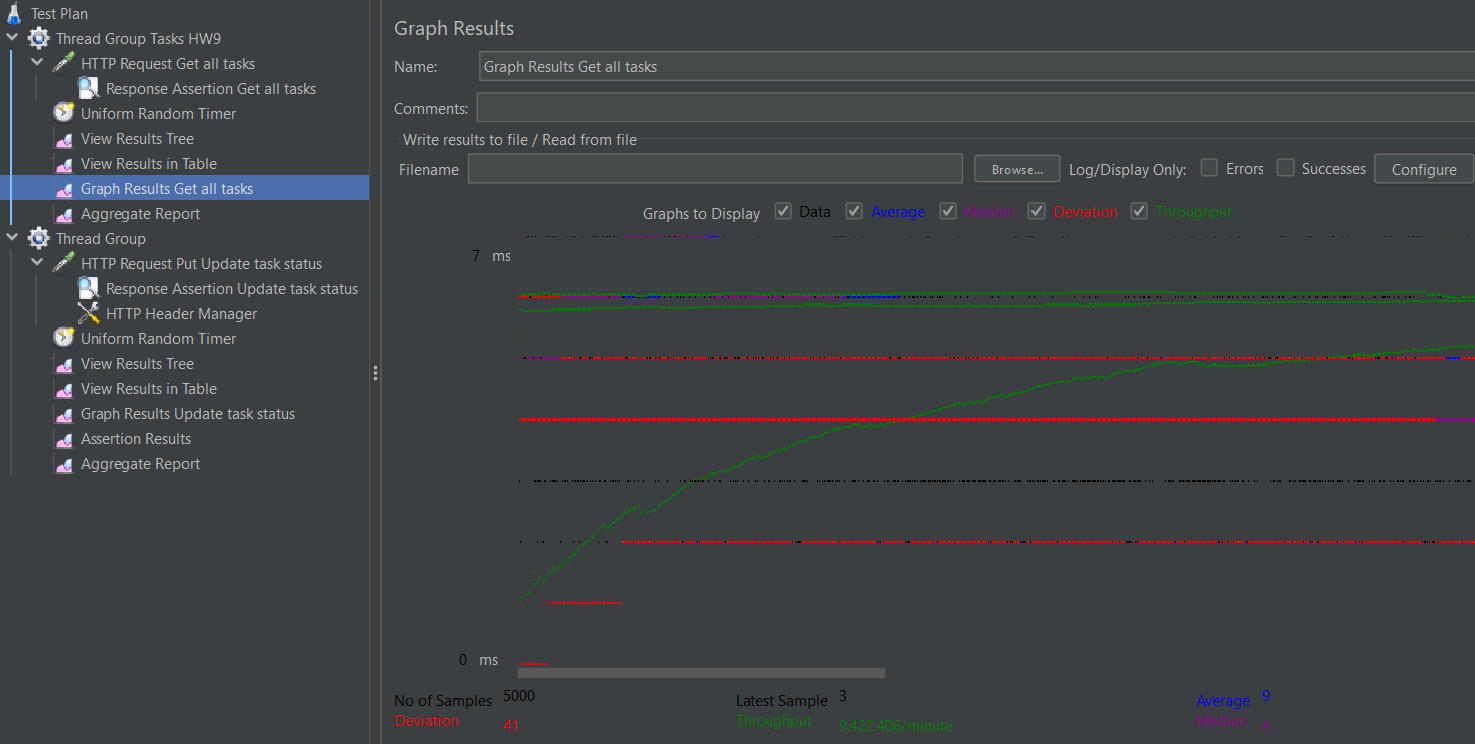 Test Plan
Thread Group Tasks HW9
HTTP Request Get all tasks
Response Assertion Get all tasks
Uniform Random Timer
View Results Tree
View Results in Table
Graph Results Get all tasks
Aggregate Report
Thread Group
HTTP Request Put Update task status
Response Assertion Update task status
HTTP Header Manager
Uniform Random Timer
View Results Tree
View Results in Table
Graph Results Update task status
Assertion Results
Aggregate Report
Graph Results
Name: Graph Results Get all tasks
Comments:
Write results to file / Read from file
Filename Browse... Log/Display Only: Errors Successes Configure
Graphs to Display Data Average Median Deviation Throughput
7 ms
0 ms
No of Samples 5000 Latest Sample 3 Average 9
Deviation 41 Throughput 9,422.406/minute Median